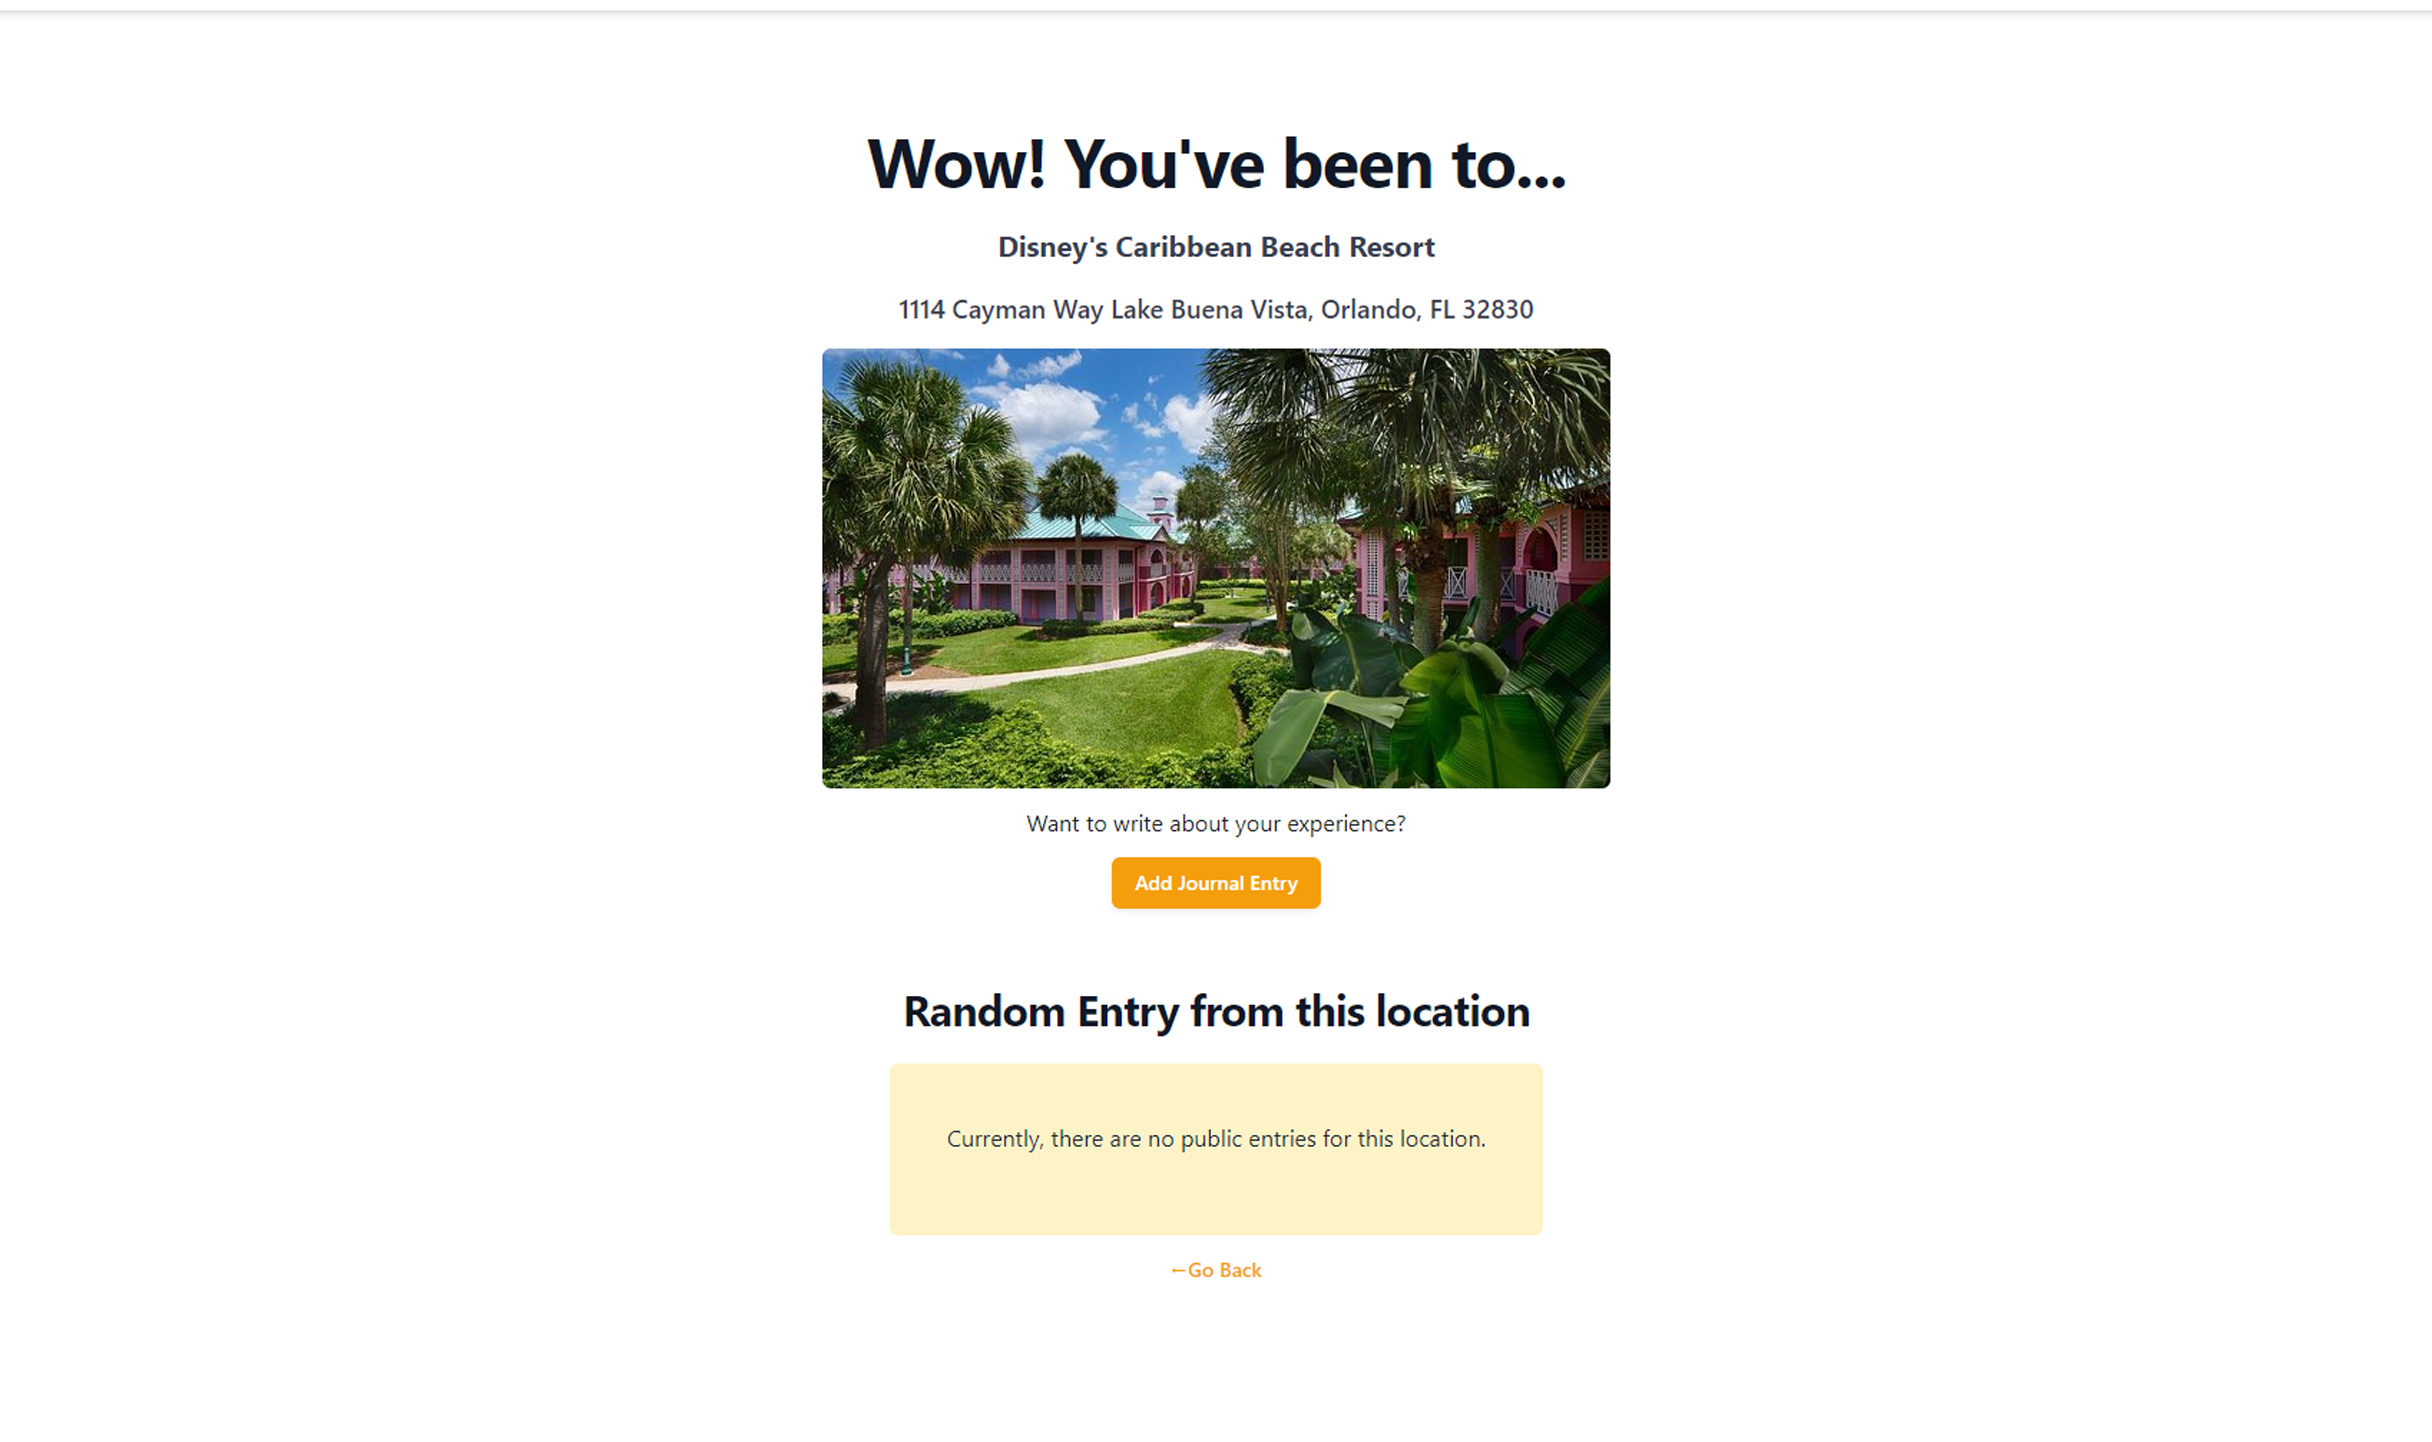 Wow! You've been to...
Disney's Caribbean Beach Resort
1114 Cayman Way Lake Buena Vista, Orlando, FL 32830
Want to write about your experience?
Add Journal Entry
Random Entry from this location
Currently, there are no public entries for this location.
←Go Back